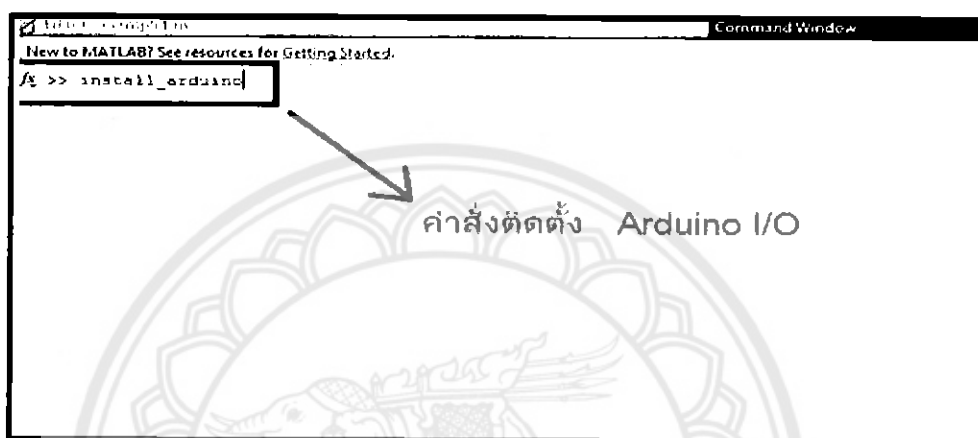 Command Window
New to MATLAB? See resources for Getting Started.
fx >> install_arduino
คำสั่งติดตั้ง Arduino I/O